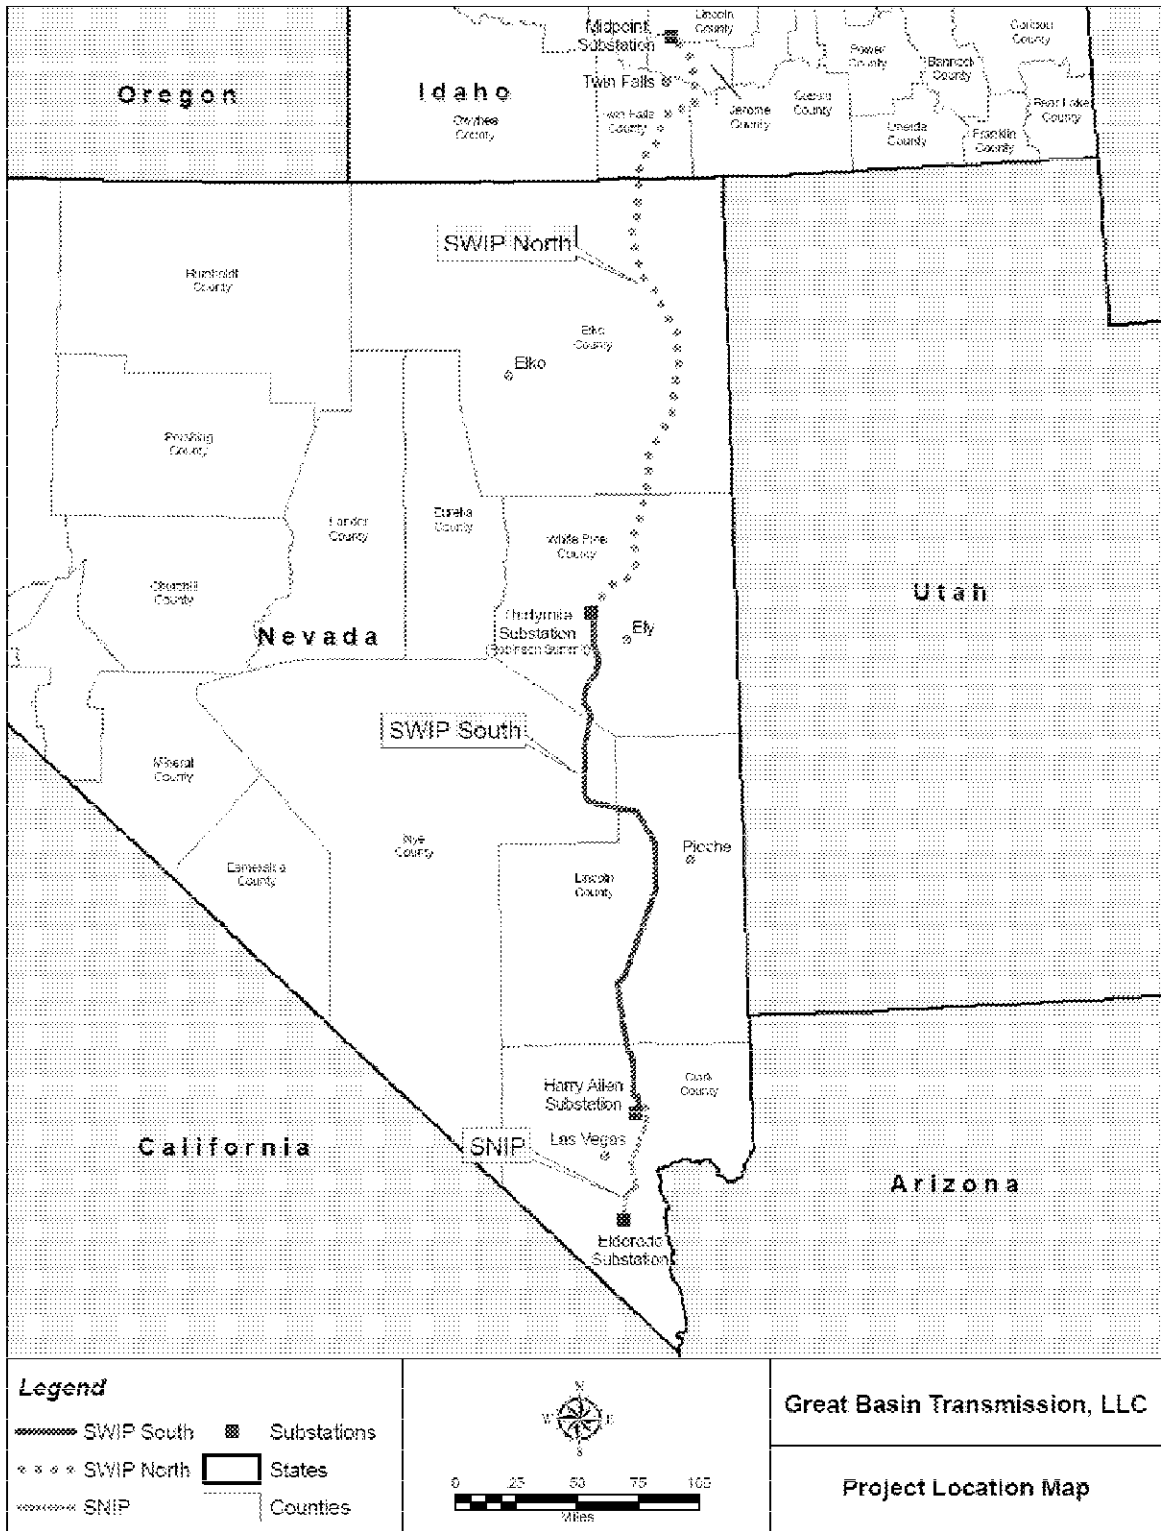 Midpoint
Substation
Lincoln
County
Caribou
County
Power
County
Bannock
County
Oregon
Idaho
Twin Falls
Owyhee
County
Twin Falls
County
Jerome
County
Cassia
County
Oneida
County
Franklin
County
Bear Lake
County
SWIP North
Humboldt
County
Elko
County
Elko
Pershing
County
Lander
County
Eureka
County
White Pine
County
Churchill
County
Utah
Nevada
Thirtymile
Substation
(Robinson Summit)
Ely
SWIP South
Mineral
County
Nye
County
Pioche
Esmeralda
County
Lincoln
County
Harry Allen
Substation
Clark
County
California
SNIP
Las Vegas
Arizona
Eldorado
Substation
Legend
SWIP South
Substations
SWIP North
States
SNIP
Counties
N
W
E
S
0 25 50 75 100
Miles
Great Basin Transmission, LLC
Project Location Map